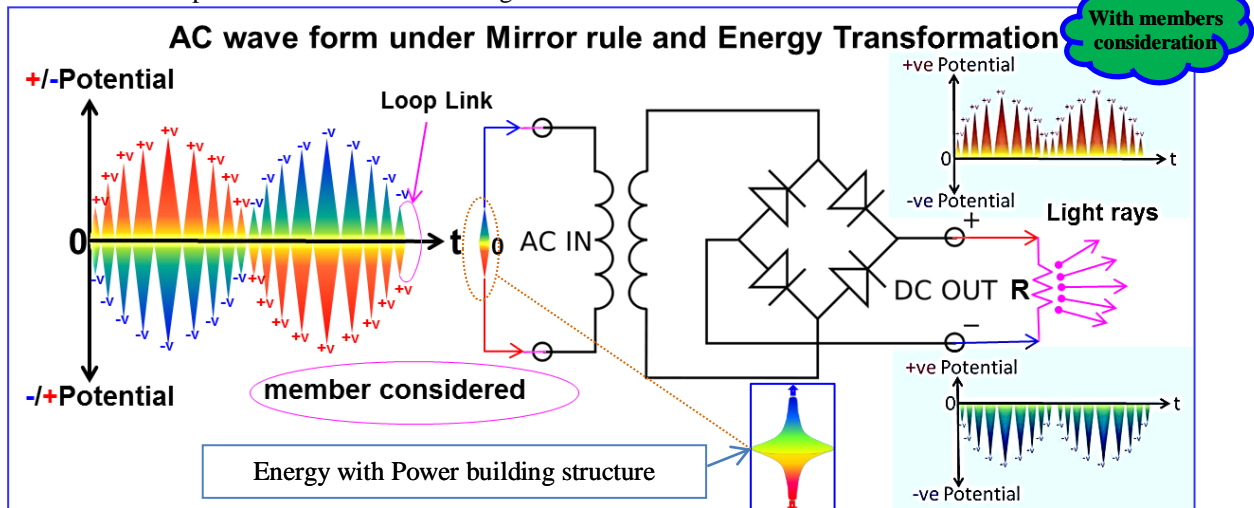 With members
consideration
AC wave form under Mirror rule and Energy Transformation
+/-Potential
Loop Link
+v +v +v +v +v +v +v +v
-v -v -v -v -v -v -v -v
0
t
-v -v -v -v -v -v -v
+v +v +v +v +v +v +v +v
-/+Potential
member considered
0
AC IN
DC OUT
+
−
R
Light rays
+ve Potential
+v +v +v +v +v +v +v +v +v +v +v +v +v +v +v
0
t
-ve Potential
+ve Potential
0
t
-v -v -v -v -v -v -v -v -v -v -v -v -v -v
-ve Potential
Energy with Power building structure